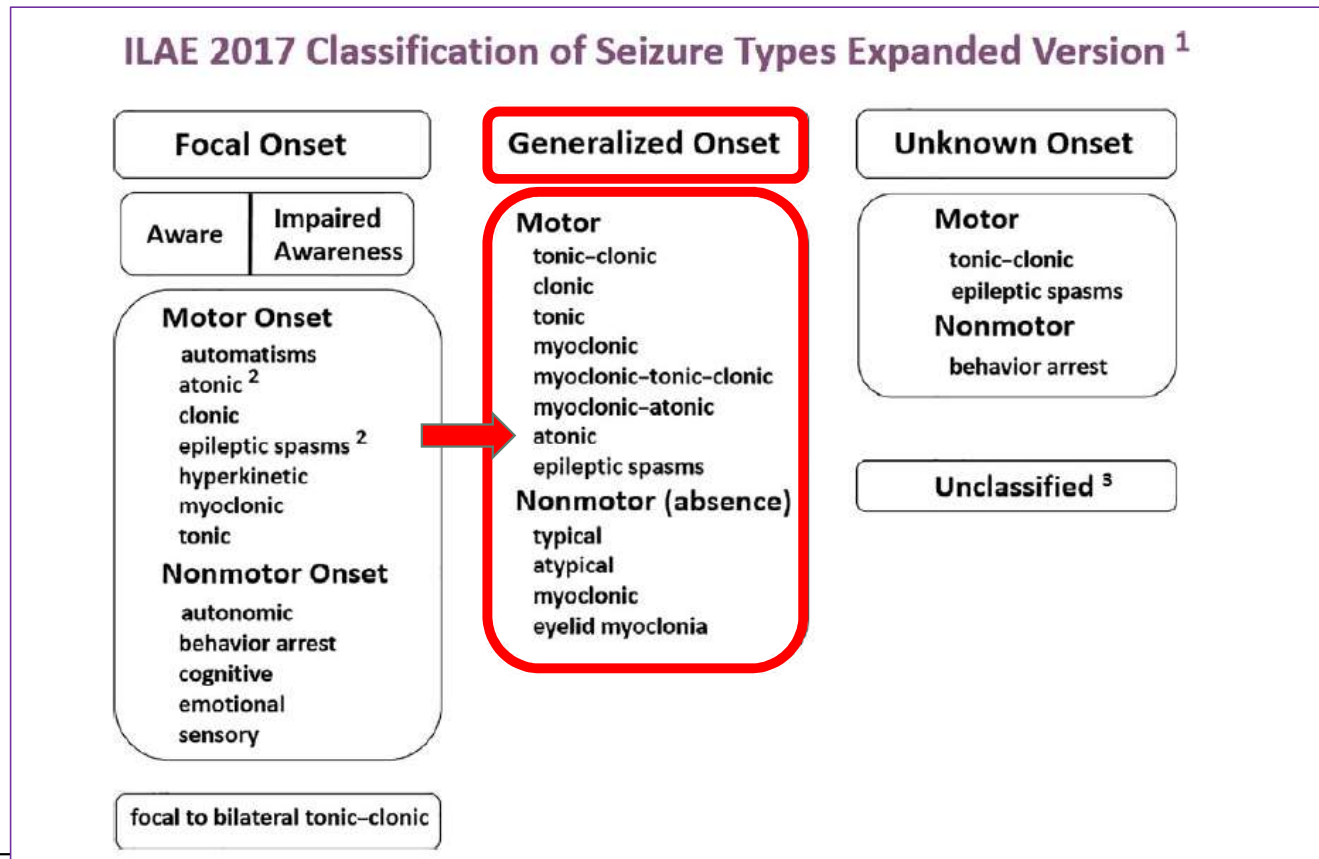 ILAE 2017 Classification of Seizure Types Expanded Version ¹
Focal Onset
Aware
Impaired
Awareness
Motor Onset
automatisms
atonic ²
clonic
epileptic spasms ²
hyperkinetic
myoclonic
tonic
Nonmotor Onset
autonomic
behavior arrest
cognitive
emotional
sensory
focal to bilateral tonic–clonic
Generalized Onset
Motor
tonic–clonic
clonic
tonic
myoclonic
myoclonic–tonic–clonic
myoclonic–atonic
atonic
epileptic spasms
Nonmotor (absence)
typical
atypical
myoclonic
eyelid myoclonia
Unknown Onset
Motor
tonic–clonic
epileptic spasms
Nonmotor
behavior arrest
Unclassified ³